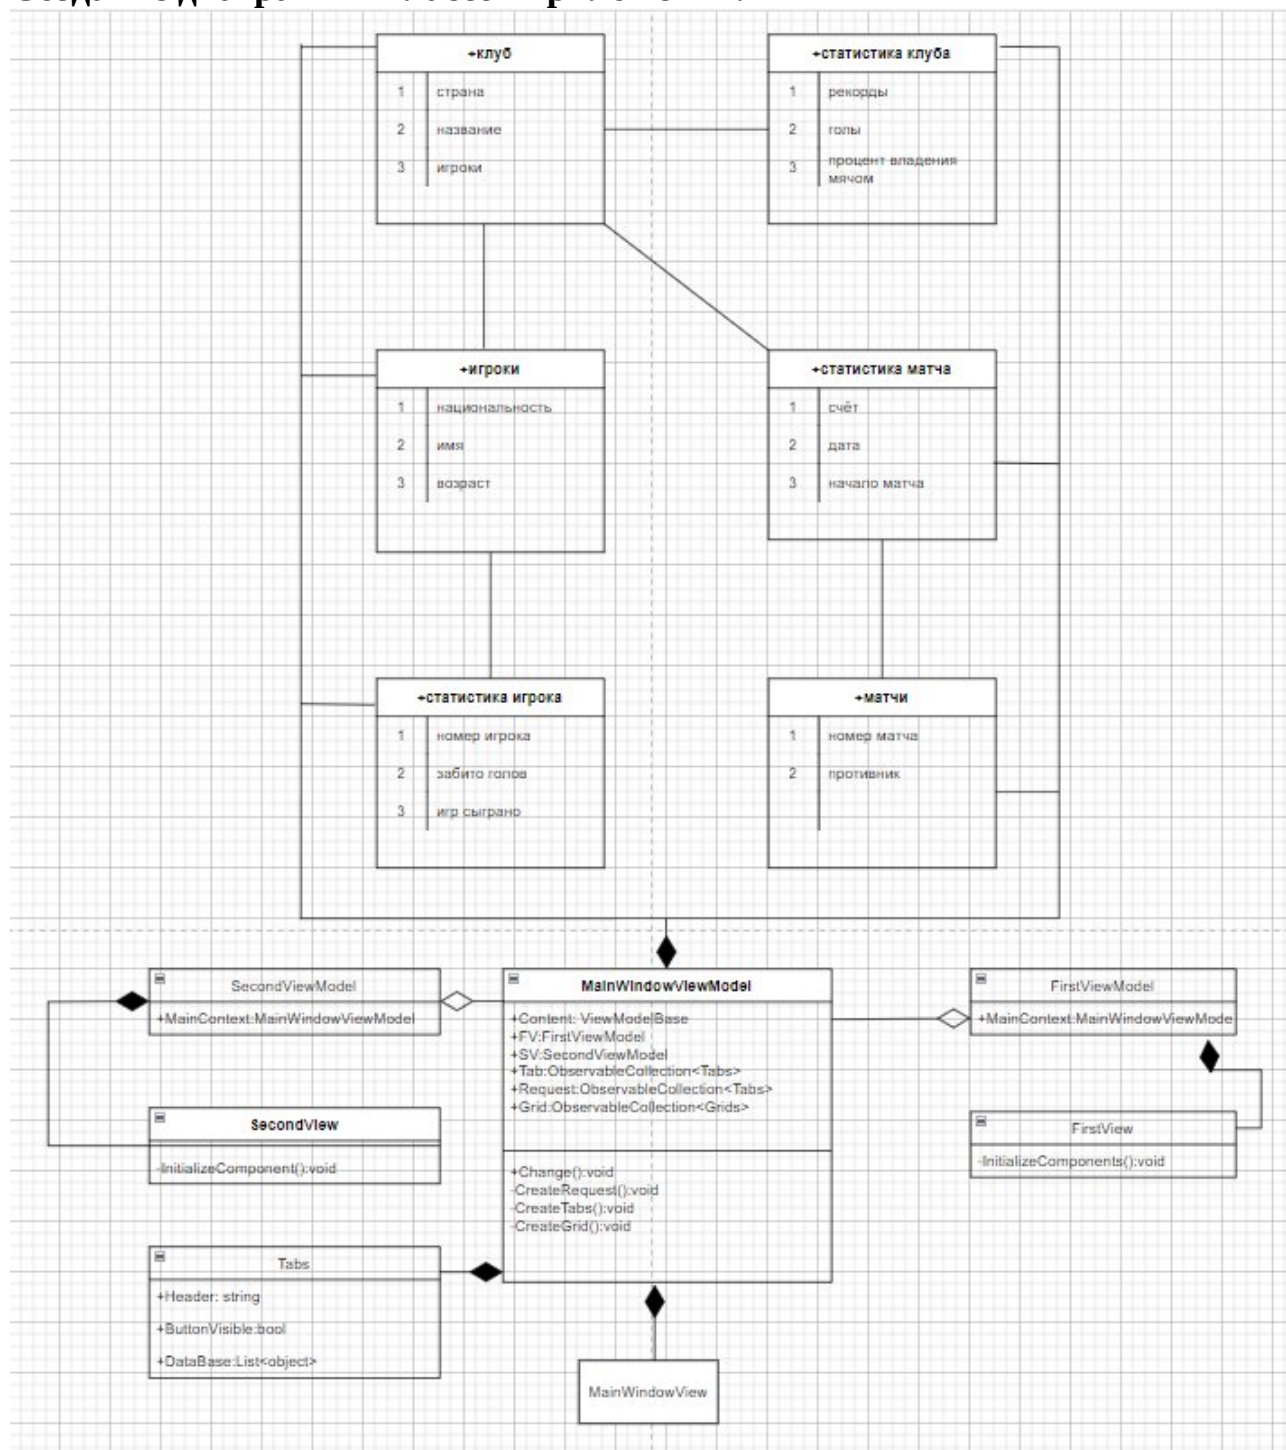 +клуб
1 страна
2 название
3 игроки
+статистика клуба
1 рекорды
2 голы
3 процент владения
мячом
+игроки
1 национальность
2 имя
3 возраст
+статистика матча
1 счёт
2 дата
3 начало матча
+статистика игрока
1 номер игрока
2 забито голов
3 игр сыграно
+матчи
1 номер матча
2 противник
SecondViewModel
+MainContext:MainWindowViewModel
MainWindowViewModel
+Content: ViewModelBase
+FV:FirstViewModel
+SV:SecondViewModel
+Tab:ObservableCollection<Tabs>
+Request:ObservableCollection<Tabs>
+Grid:ObservableCollection<Grids>
+Change():void
-CreateRequest():void
-CreateTabs():void
-CreateGrid():void
FirstViewModel
+MainContext:MainWindowViewMode
SecondView
-InitializeComponent():void
FirstView
-InitializeComponents():void
Tabs
+Header: string
+ButtonVisible:bool
+DataBase:List<object>
MainWindowView